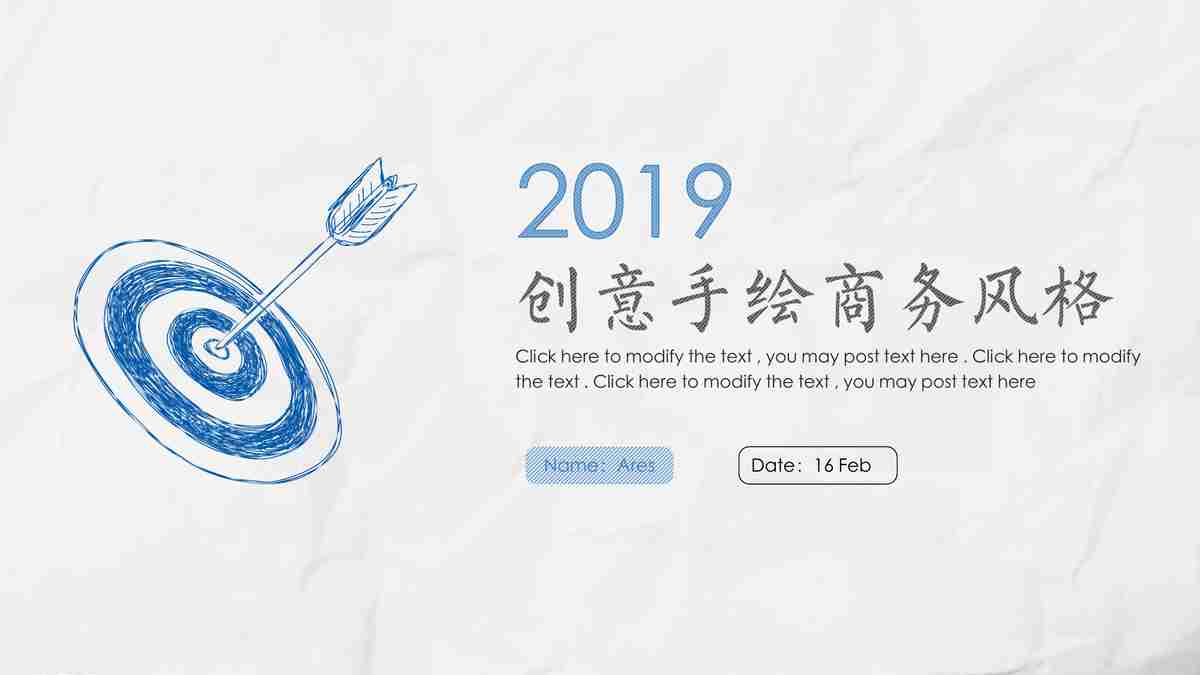 2019
创意手绘商务风格
Click here to modify the text , you may post text here . Click here to modify
the text . Click here to modify the text , you may post text here
Name：Ares
Date：16 Feb